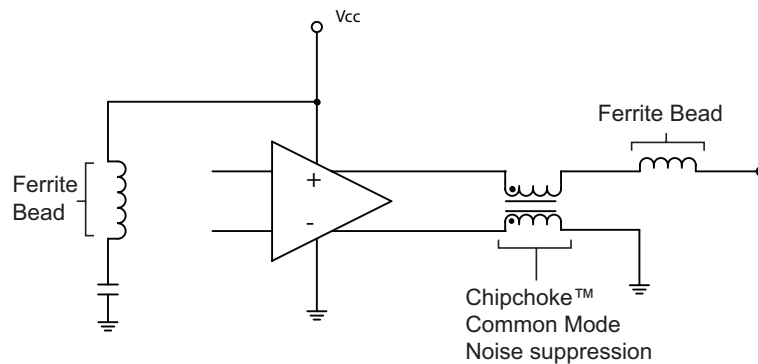 Vcc
Ferrite Bead
Ferrite
Bead
+
-
Chipchoke™
Common Mode
Noise suppression